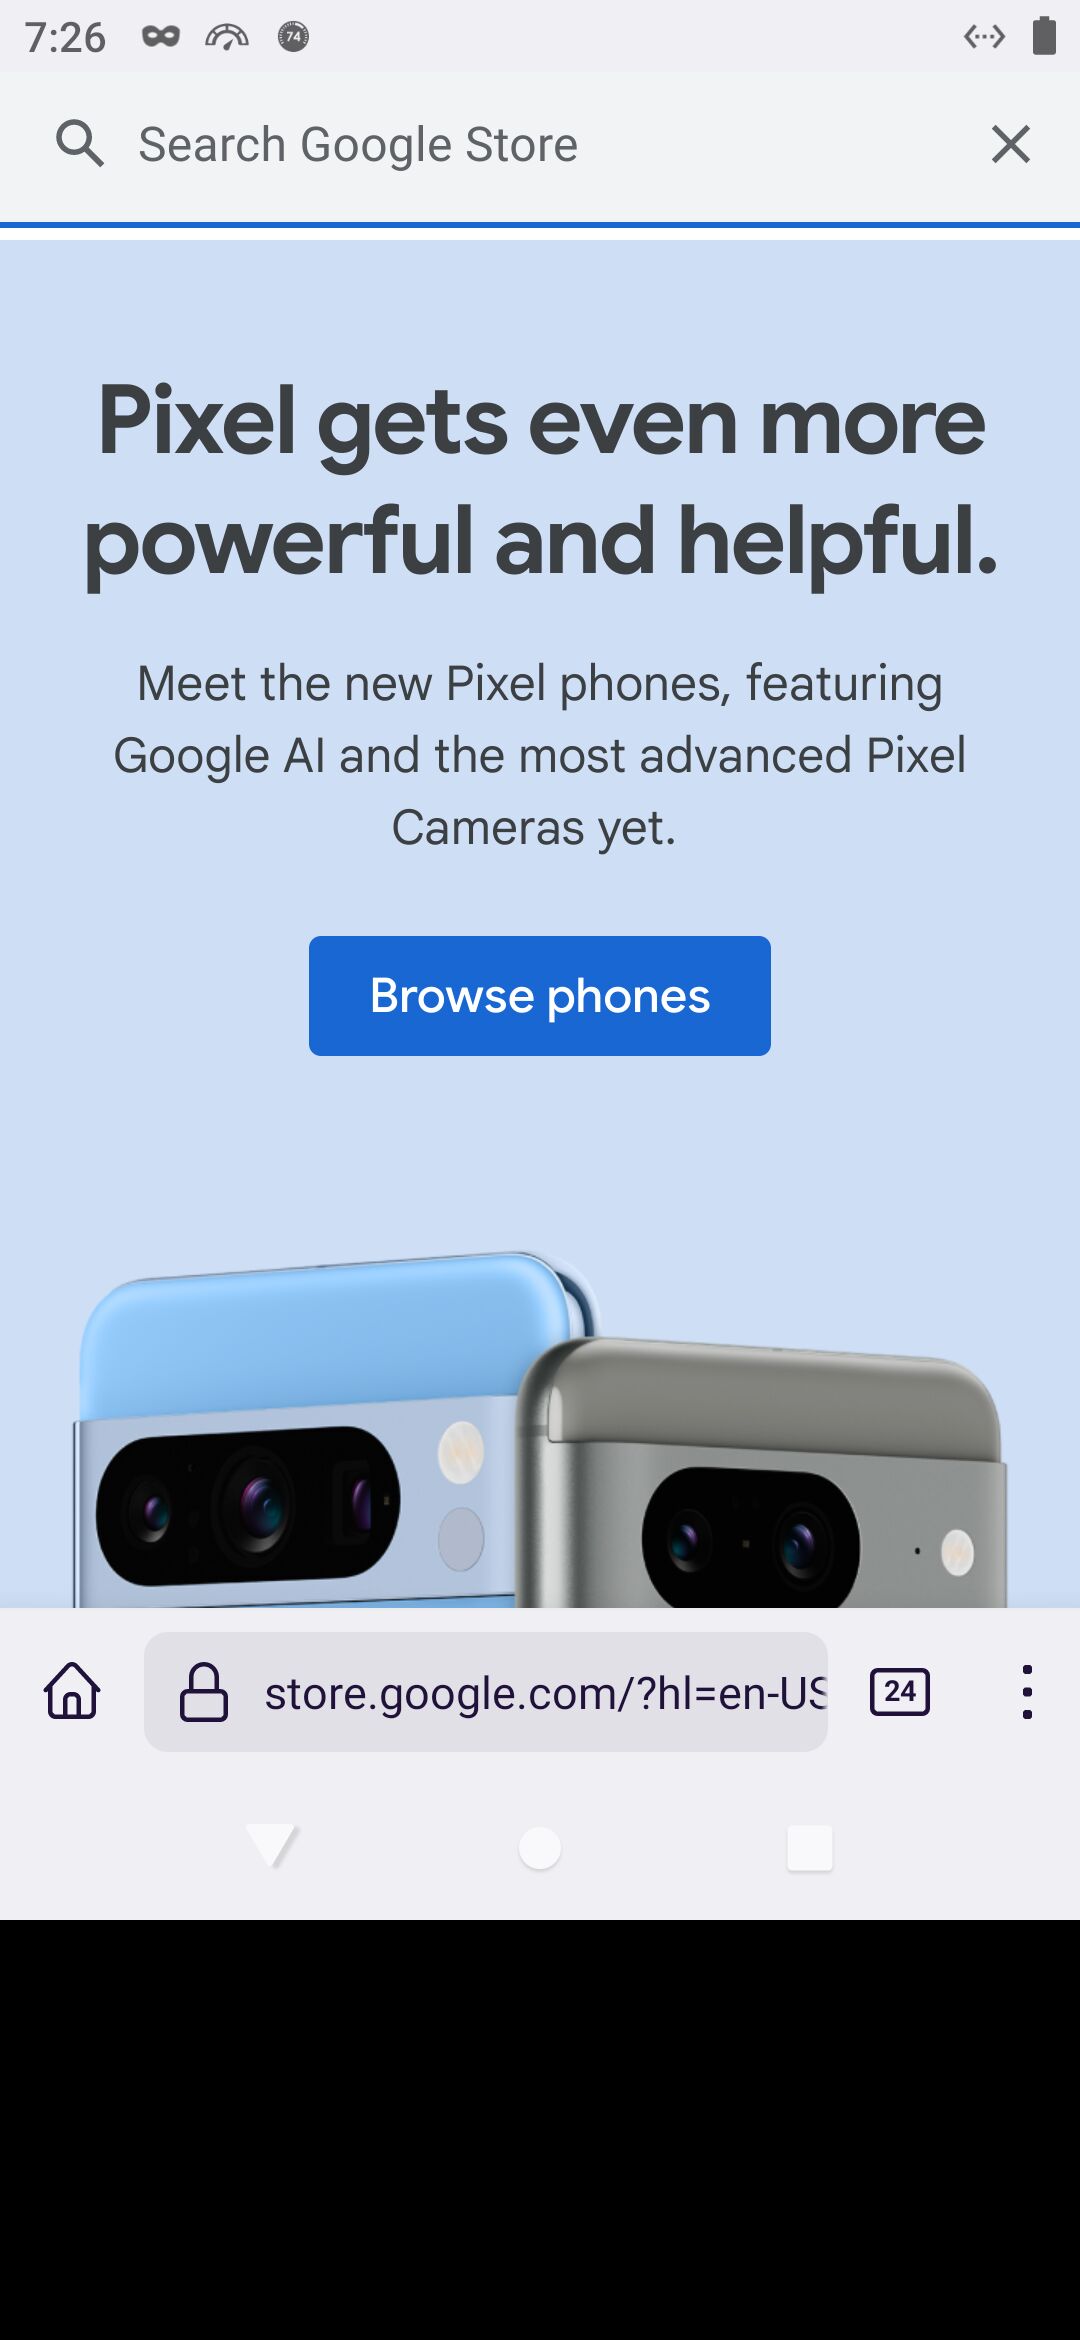 7:26
74
Search Google Store
Pixel gets even more
powerful and helpful.
Meet the new Pixel phones, featuring
Google AI and the most advanced Pixel
Cameras yet.
Browse phones
store.google.com/?hl=en-US
24